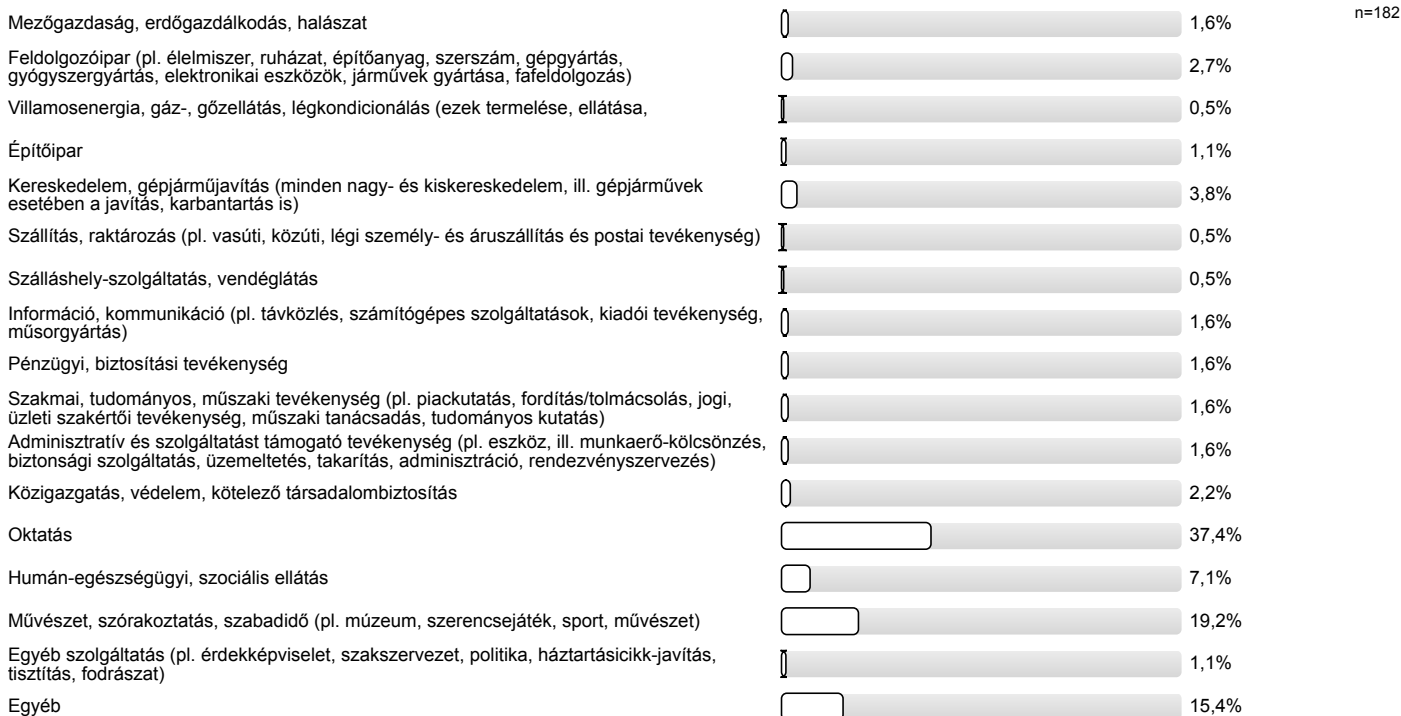 Mezőgazdaság, erdőgazdálkodás, halászat 1,6% n=182
Feldolgozóipar (pl. élelmiszer, ruházat, építőanyag, szerszám, gépgyártás,
gyógyszergyártás, elektronikai eszközök, járművek gyártása, fafeldolgozás) 2,7%
Villamosenergia, gáz-, gőzellátás, légkondicionálás (ezek termelése, ellátása, 0,5%
Építőipar 1,1%
Kereskedelem, gépjárműjavítás (minden nagy- és kiskereskedelem, ill. gépjárművek
esetében a javítás, karbantartás is) 3,8%
Szállítás, raktározás (pl. vasúti, közúti, légi személy- és áruszállítás és postai tevékenység) 0,5%
Szálláshely-szolgáltatás, vendéglátás 0,5%
Információ, kommunikáció (pl. távközlés, számítógépes szolgáltatások, kiadói tevékenység,
műsorgyártás) 1,6%
Pénzügyi, biztosítási tevékenység 1,6%
Szakmai, tudományos, műszaki tevékenység (pl. piackutatás, fordítás/tolmácsolás, jogi,
üzleti szakértői tevékenység, műszaki tanácsadás, tudományos kutatás) 1,6%
Adminisztratív és szolgáltatást támogató tevékenység (pl. eszköz, ill. munkaerő-kölcsönzés,
biztonsági szolgáltatás, üzemeltetés, takarítás, adminisztráció, rendezvényszervezés) 1,6%
Közigazgatás, védelem, kötelező társadalombiztosítás 2,2%
Oktatás 37,4%
Humán-egészségügyi, szociális ellátás 7,1%
Művészet, szórakoztatás, szabadidő (pl. múzeum, szerencsejáték, sport, művészet) 19,2%
Egyéb szolgáltatás (pl. érdekképviselet, szakszervezet, politika, háztartásicikk-javítás,
tisztítás, fodrászat) 1,1%
Egyéb 15,4%